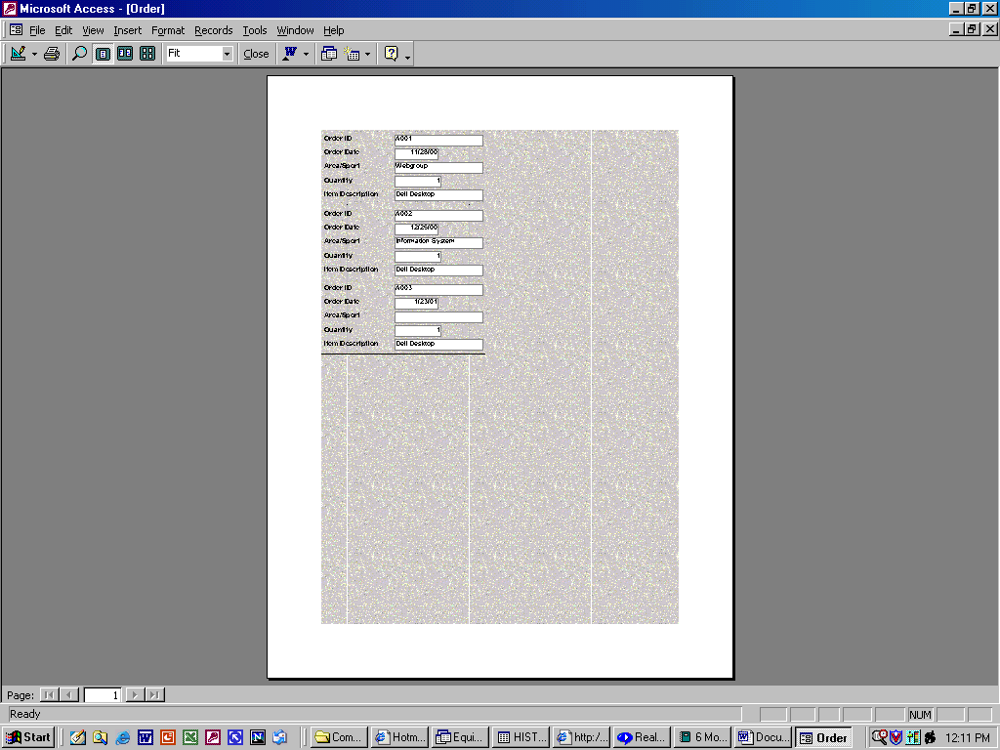 Microsoft Access - [Order]
File Edit View Insert Format Records Tools Window Help
Fit Close W
Order ID A001
Order Date 11/28/00
Area/Sport Webgroup
Quantity 1
Item Description Dell Desktop
Order ID A002
Order Date 12/25/00
Area/Sport Information System
Quantity 1
Item Description Dell Desktop
Order ID A003
Order Date 1/23/01
Area/Sport
Quantity 1
Item Description Dell Desktop
Page: 1
Ready NUM
Start Com... Hotm... Equi... HIST... http:/... Real... 6 Mo... Docu... Order 12:11 PM